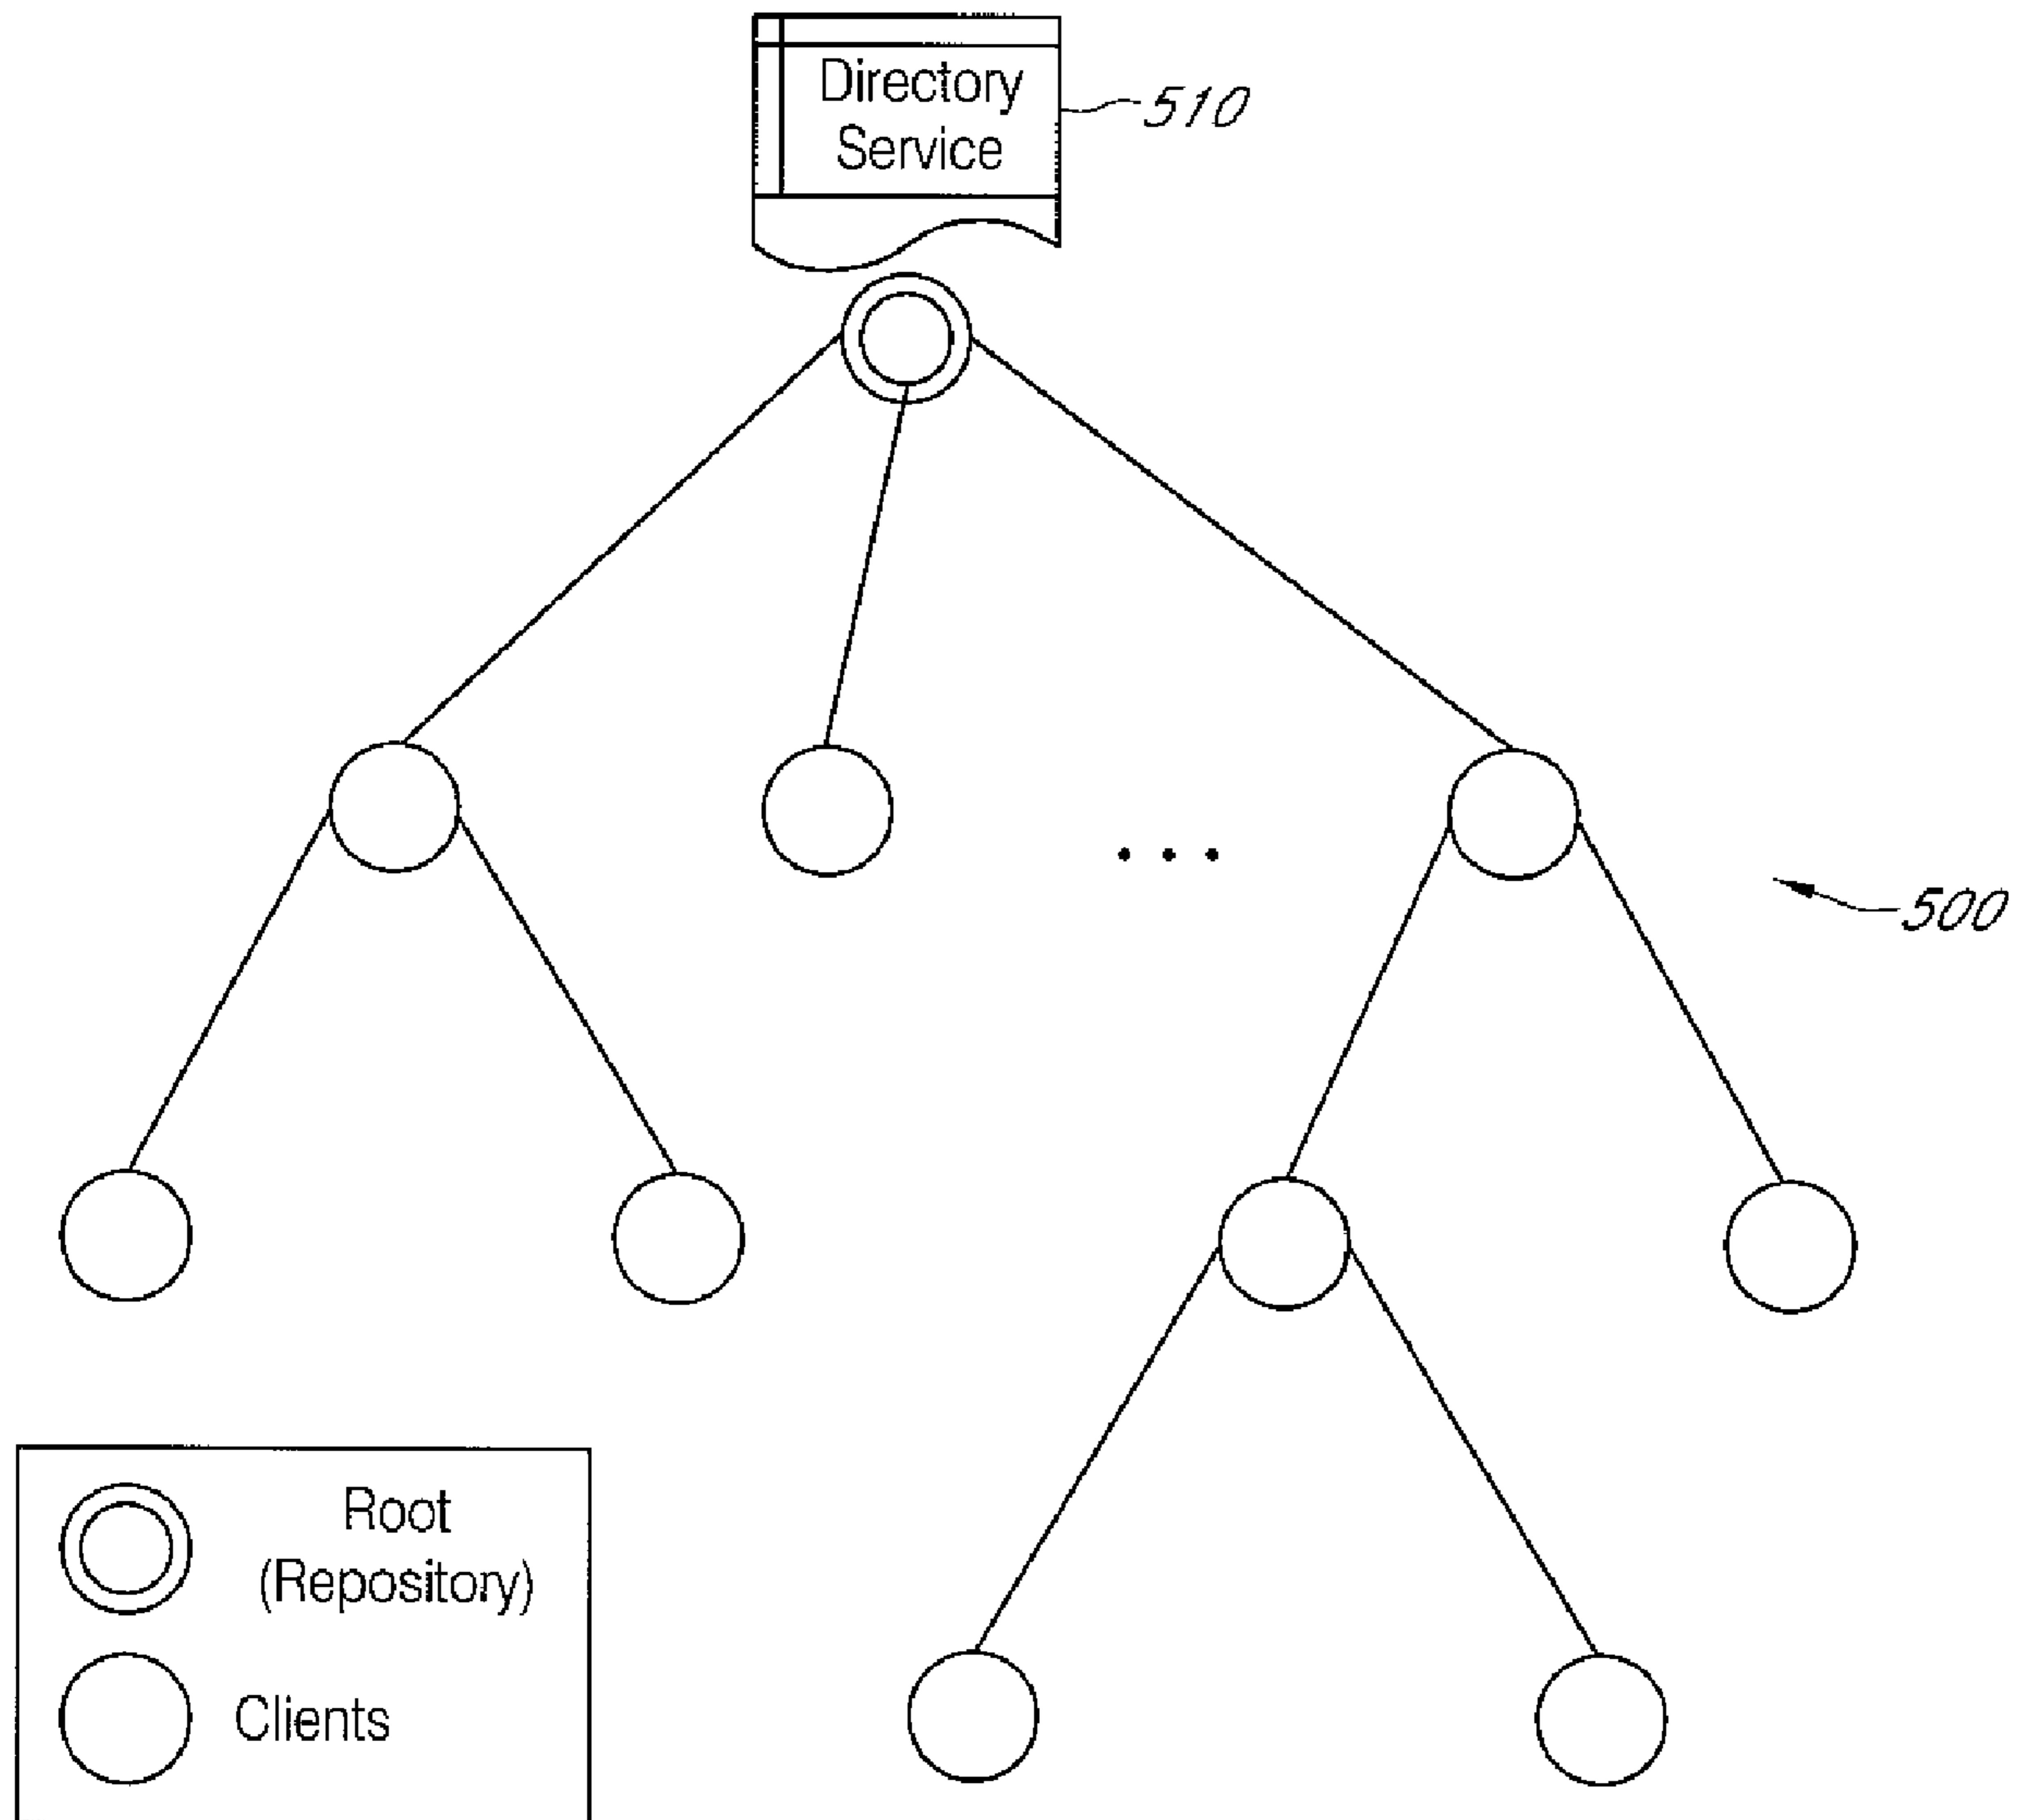 Directory
Service
510
. . .
500
Root
(Repository)
Clients